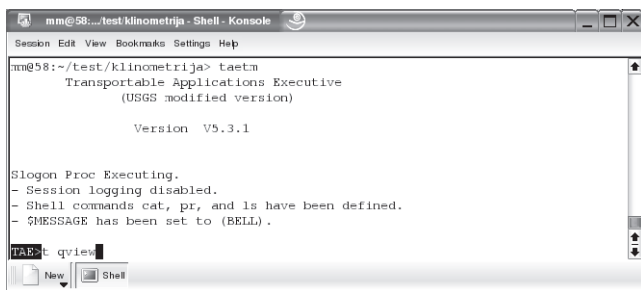 mm@58:.../test/klinometrija - Shell - Konsole
Session Edit View Bookmarks Settings Help
mm@58:~/test/klinometrija> taetm
Transportable Applications Executive
(USGS modified version)
Version V5.3.1
Slogon Proc Executing.
- Session logging disabled.
- Shell commands cat, pr, and ls have been defined.
- $MESSAGE has been set to (BELL).
TAE>t qview
New Shell